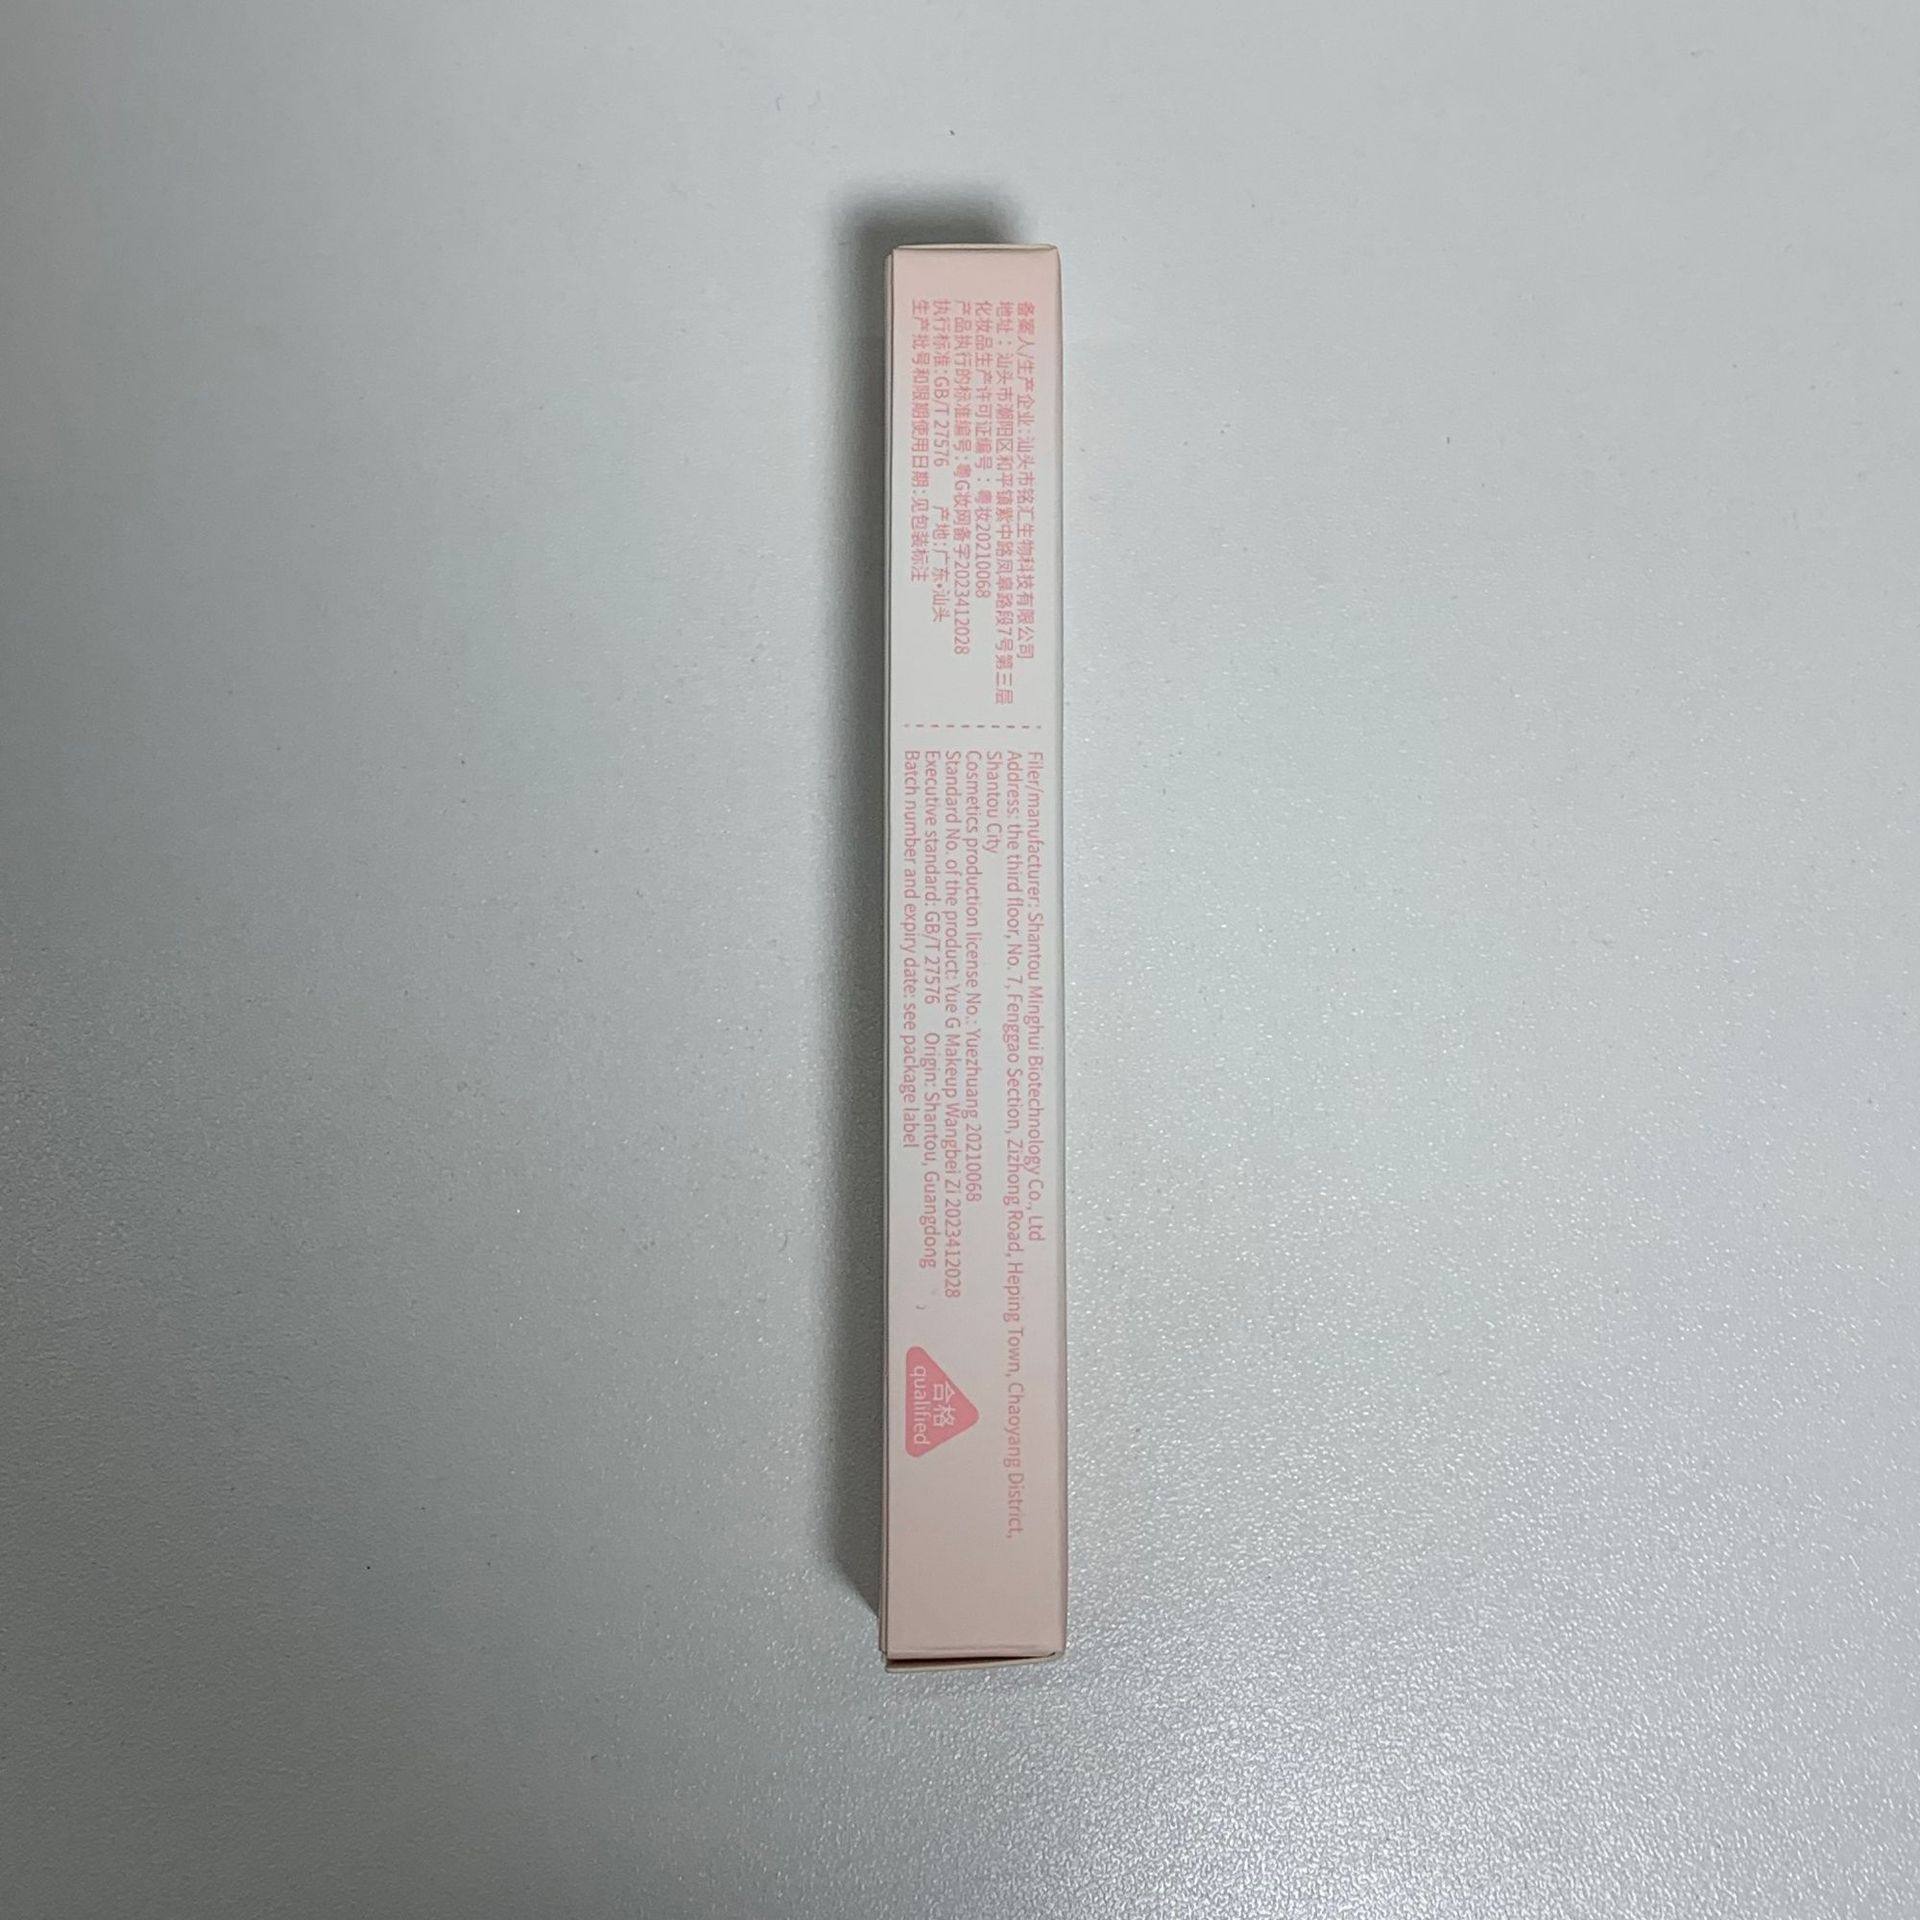 备案人/生产企业:汕头市铭汇生物科技有限公司
地址：汕头市潮阳区和平镇紫中路凤皋路段7号第三层
化妆品生产许可证编号：粤妆20210068
产品执行的标准编号:粤G妆网备字2023412028
执行标准:GB/T 27576 产地:广东•汕头
生产批号和限期使用日期:见包装标注
Filer/manufacturer: Shantou Minghui Biotechnology Co., Ltd
Address: the third floor, No. 7, Fenggao Section, Zizhong Road, Heping Town, Chaoyang District,
Shantou City
Cosmetics production license No.: Yuezhuang 20210068
Standard No. of the product: Yue G Makeup Wangbei Zi 2023412028
Executive standard: GB/T 27576 Origin: Shantou, Guangdong
Batch number and expiry date: see package label
合格
qualified